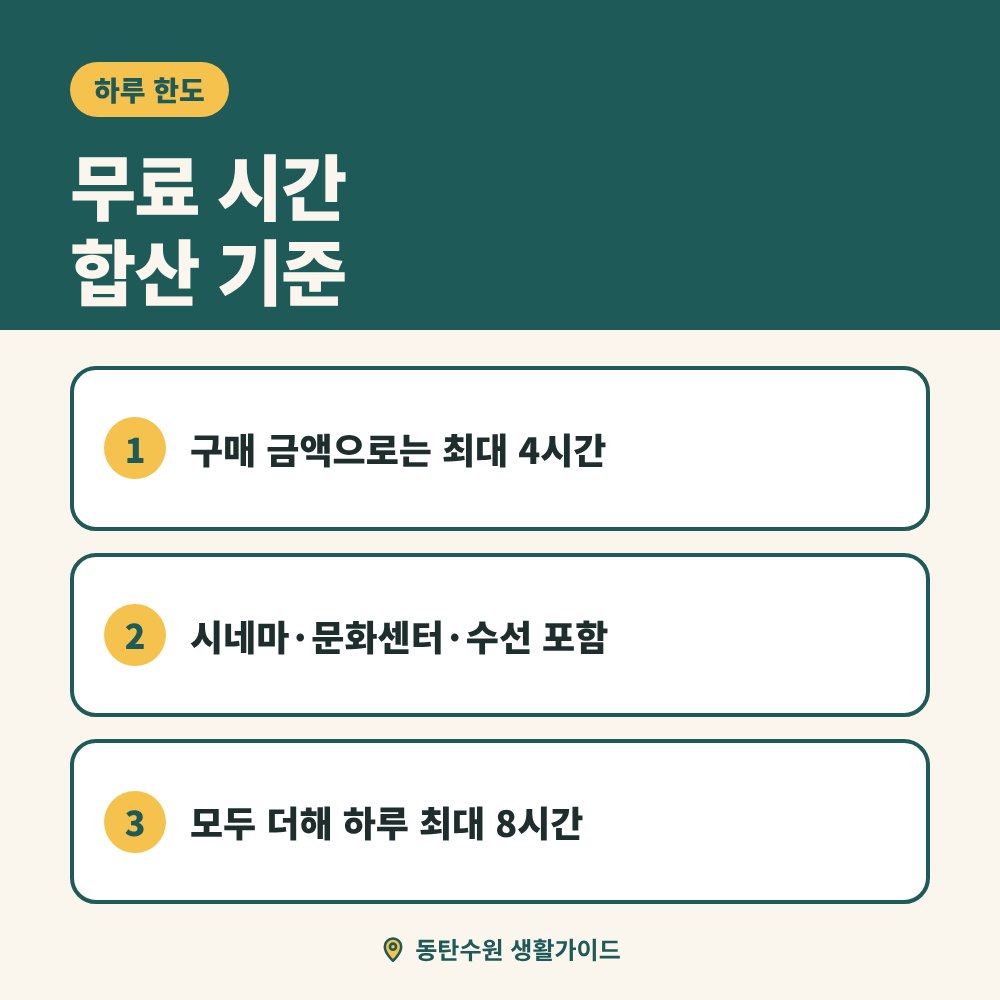 하루 한도
무료 시간
합산 기준
1 구매 금액으로는 최대 4시간
2 시네마·문화센터·수선 포함
3 모두 더해 하루 최대 8시간
동탄수원 생활가이드